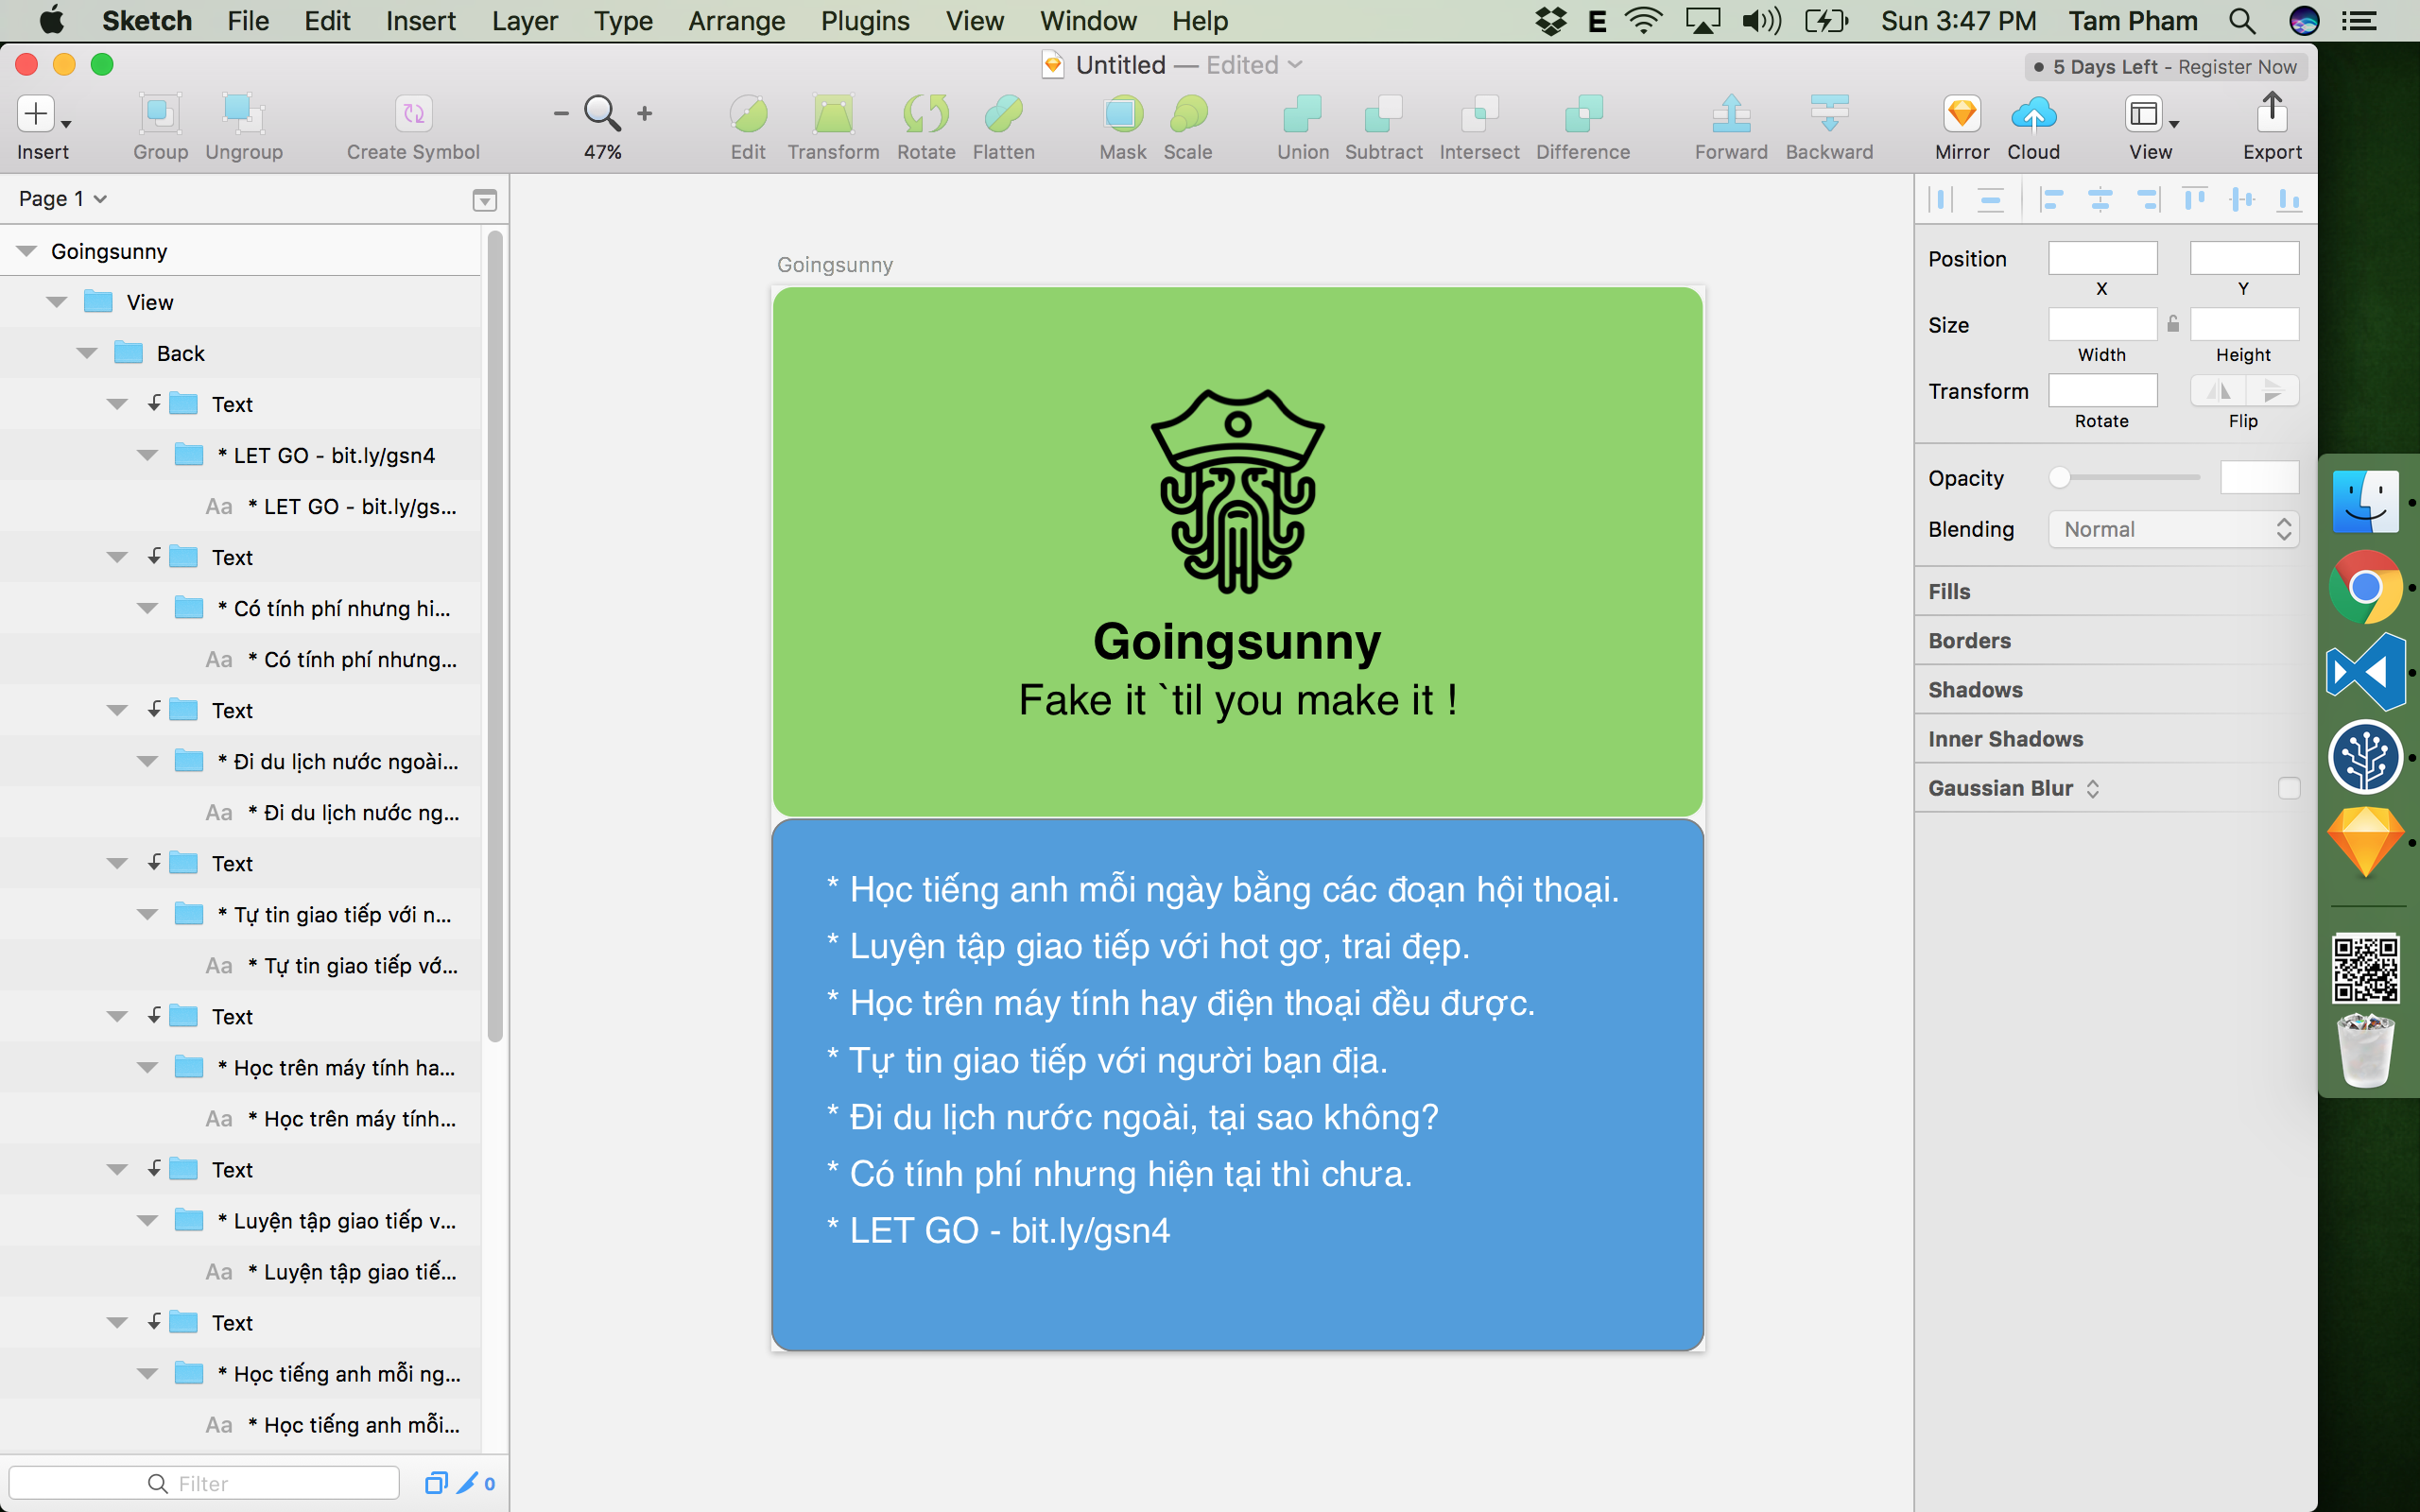 Sketch File Edit Insert Layer Type Arrange Plugins View Window Help
E Sun 3:47 PM Tam Pham
Untitled — Edited
5 Days Left - Register Now
Insert Group Ungroup Create Symbol 47% Edit Transform Rotate Flatten Mask Scale Union Subtract Intersect Difference Forward Backward Mirror Cloud View Export
Page 1
Goingsunny
View
Back
Text
* LET GO - bit.ly/gsn4
Aa * LET GO - bit.ly/gs...
Text
* Có tính phí nhưng hi...
Aa * Có tính phí nhưng...
Text
* Đi du lịch nước ngoài...
Aa * Đi du lịch nước ng...
Text
* Tự tin giao tiếp với n...
Aa * Tự tin giao tiếp vớ...
Text
* Học trên máy tính ha...
Aa * Học trên máy tính...
Text
* Luyện tập giao tiếp v...
Aa * Luyện tập giao tiế...
Text
* Học tiếng anh mỗi ng...
Aa * Học tiếng anh mỗi...
Filter
0
Goingsunny
Goingsunny
Fake it `til you make it !
* Học tiếng anh mỗi ngày bằng các đoạn hội thoại.
* Luyện tập giao tiếp với hot gơ, trai đẹp.
* Học trên máy tính hay điện thoại đều được.
* Tự tin giao tiếp với người bạn địa.
* Đi du lịch nước ngoài, tại sao không?
* Có tính phí nhưng hiện tại thì chưa.
* LET GO - bit.ly/gsn4
Position
X Y
Size
Width Height
Transform
Rotate Flip
Opacity
Blending Normal
Fills
Borders
Shadows
Inner Shadows
Gaussian Blur